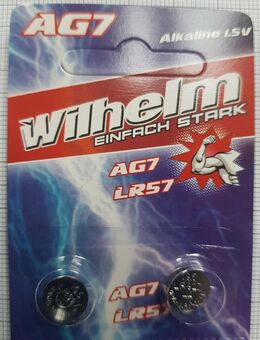 AG7
Alkaline 1.5V
Wilhelm
EINFACH STARK
AG7
LR57
AG7
LR57